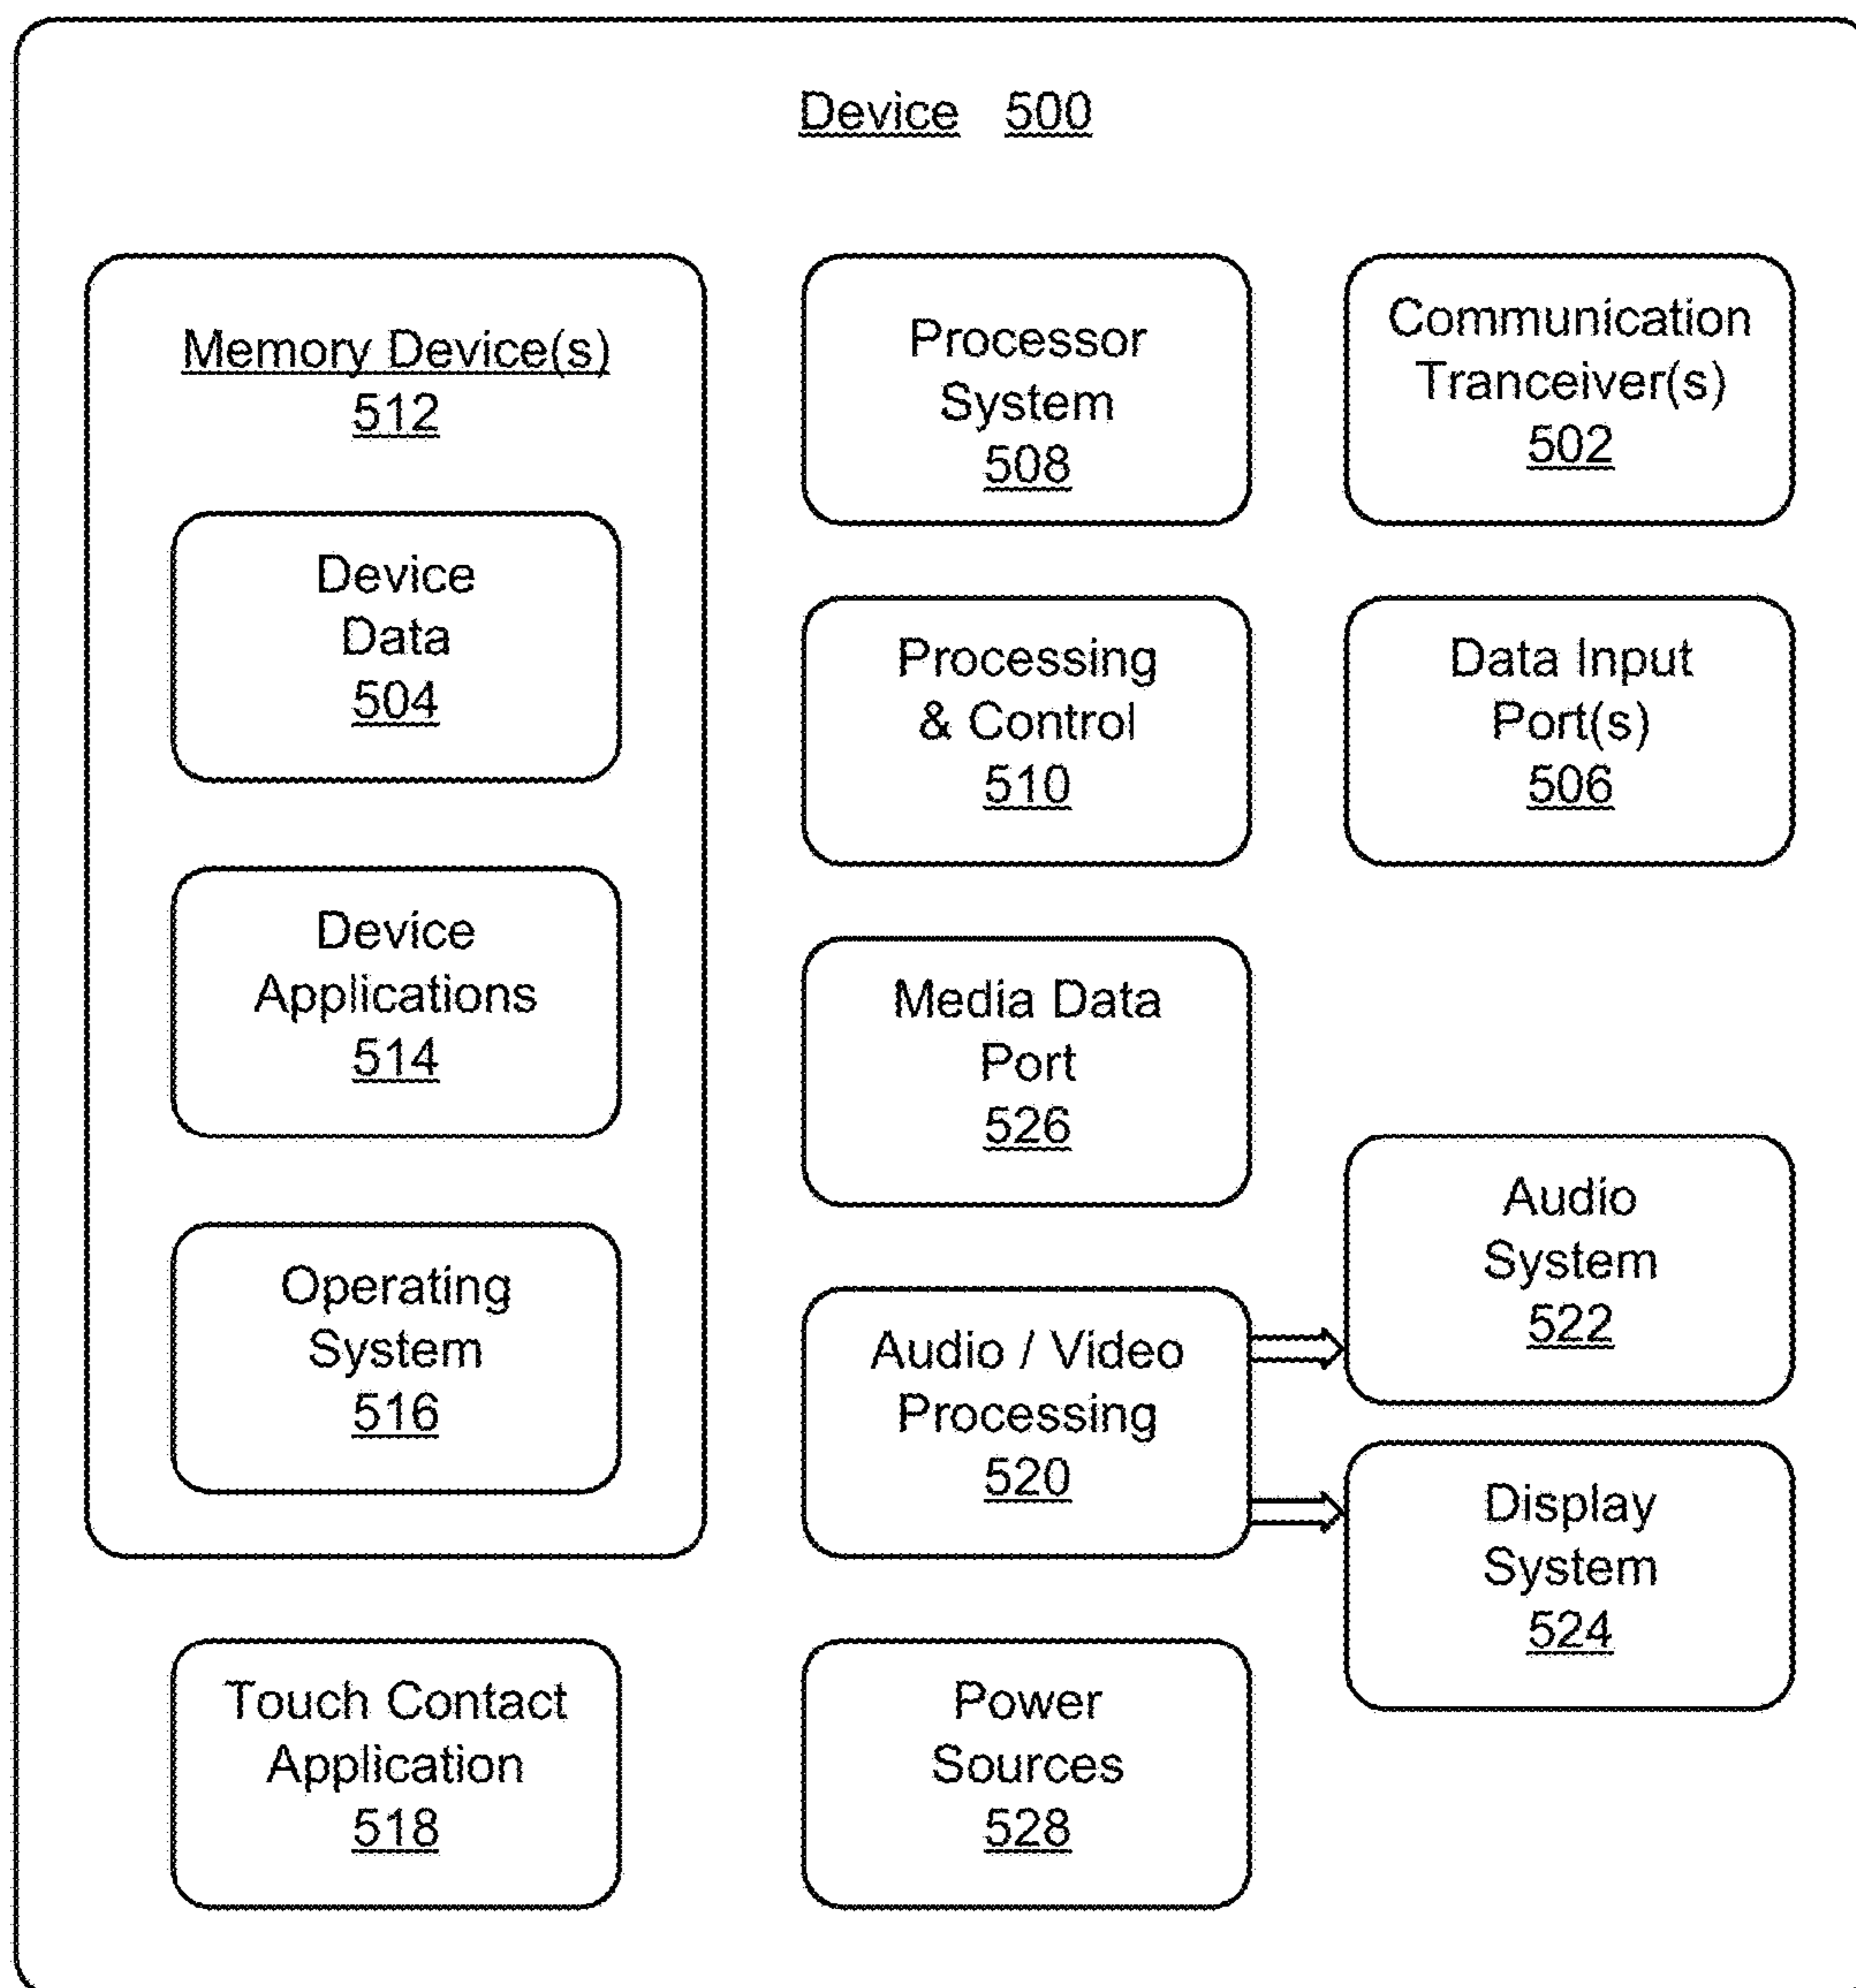 Device 500
Memory Device(s)
512
Device
Data
504
Device
Applications
514
Operating
System
516
Touch Contact
Application
518
Processor
System
508
Processing
& Control
510
Media Data
Port
526
Audio / Video
Processing
520
Power
Sources
528
Communication
Tranceiver(s)
502
Data Input
Port(s)
506
Audio
System
522
Display
System
524